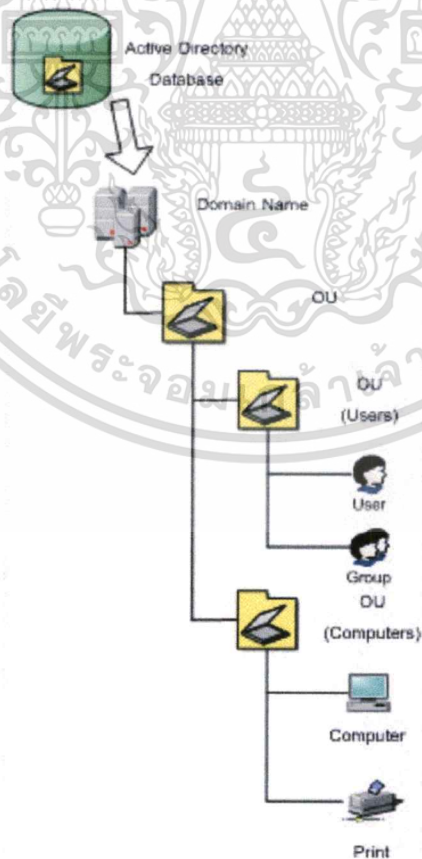 Active Directory
Database
Domain Name
OU
OU
(Users)
User
Group
OU
(Computers)
Computer
Print